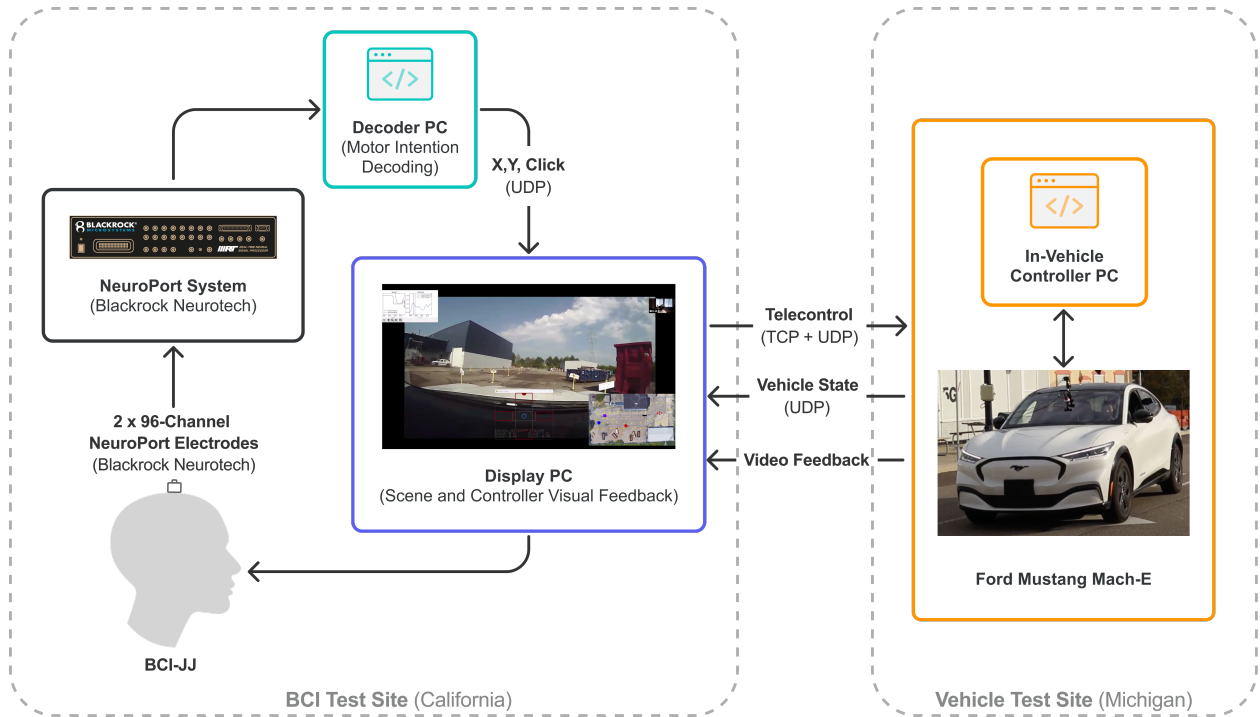 Decoder PC
(Motor Intention
Decoding)
X,Y, Click
(UDP)
BLACKROCK
MICROSYSTEMS
NeuroPort System
(Blackrock Neurotech)
2 x 96-Channel
NeuroPort Electrodes
(Blackrock Neurotech)
BCI-JJ
Display PC
(Scene and Controller Visual Feedback)
BCI Test Site (California)
Telecontrol
(TCP + UDP)
Vehicle State
(UDP)
Video Feedback
In-Vehicle
Controller PC
5G
Ford Mustang Mach-E
Vehicle Test Site (Michigan)